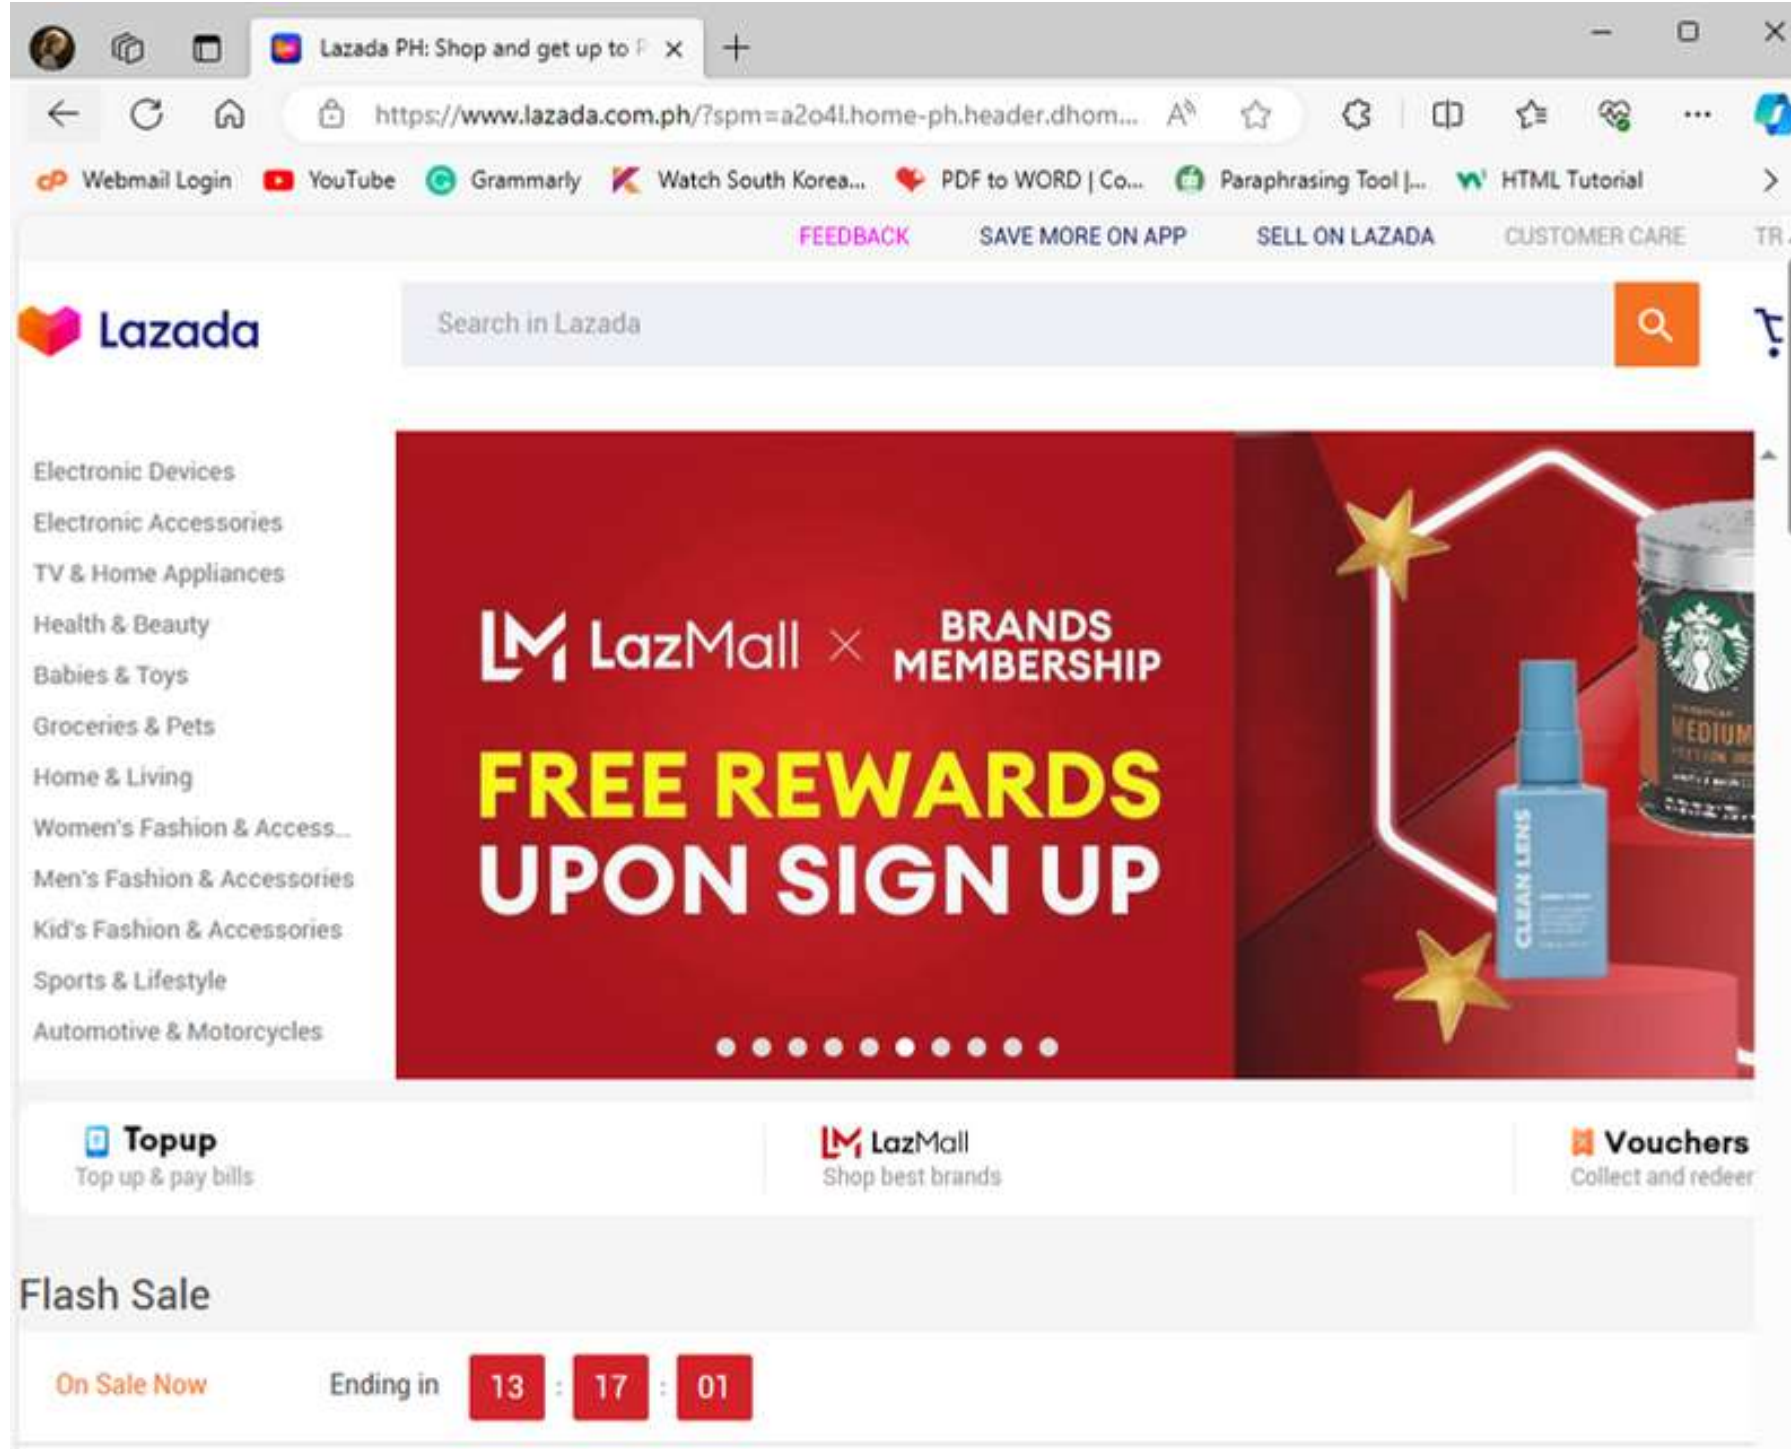 Lazada PH: Shop and get up to P
https://www.lazada.com.ph/?spm=a2o4l.home-ph.header.dhom...
Webmail Login YouTube Grammarly Watch South Korea... PDF to WORD | Co... Paraphrasing Tool |... HTML Tutorial
FEEDBACK SAVE MORE ON APP SELL ON LAZADA CUSTOMER CARE TR
Lazada
Search in Lazada
Electronic Devices
Electronic Accessories
TV & Home Appliances
Health & Beauty
Babies & Toys
Groceries & Pets
Home & Living
Women's Fashion & Access...
Men's Fashion & Accessories
Kid's Fashion & Accessories
Sports & Lifestyle
Automotive & Motorcycles
LM LazMall × BRANDS
MEMBERSHIP
FREE REWARDS
UPON SIGN UP
CLEAN LENS
MEDIUM
Topup
Top up & pay bills
LM LazMall
Shop best brands
Vouchers
Collect and redeer
Flash Sale
On Sale Now Ending in 13 : 17 : 01